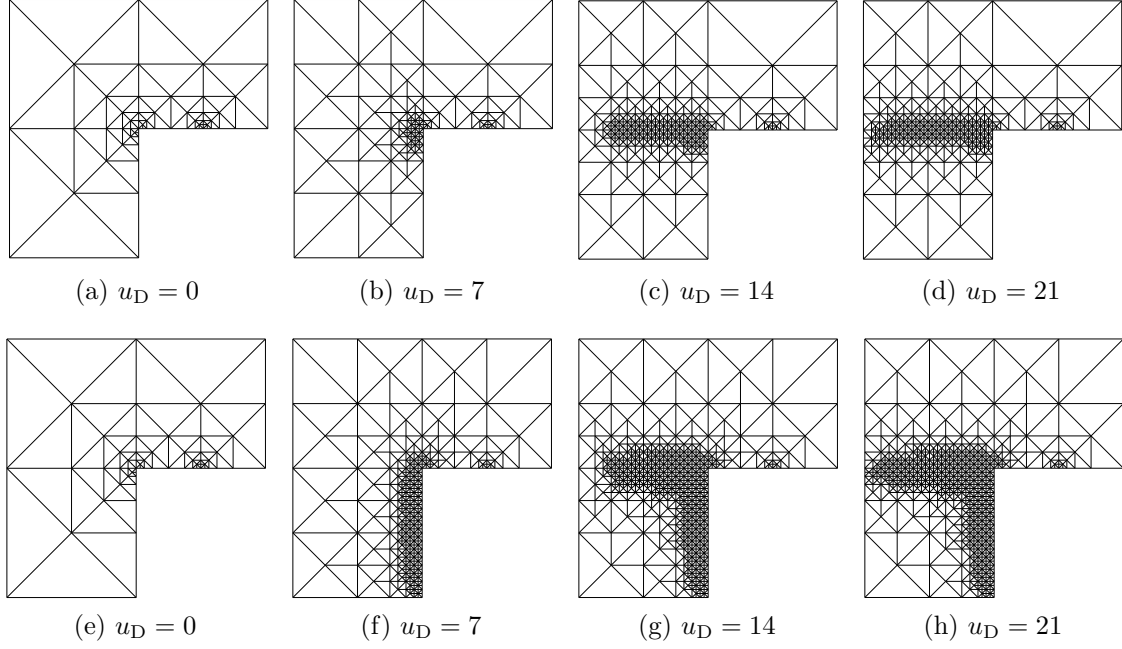 (a) u_D = 0
(b) u_D = 7
(c) u_D = 14
(d) u_D = 21
(e) u_D = 0
(f) u_D = 7
(g) u_D = 14
(h) u_D = 21